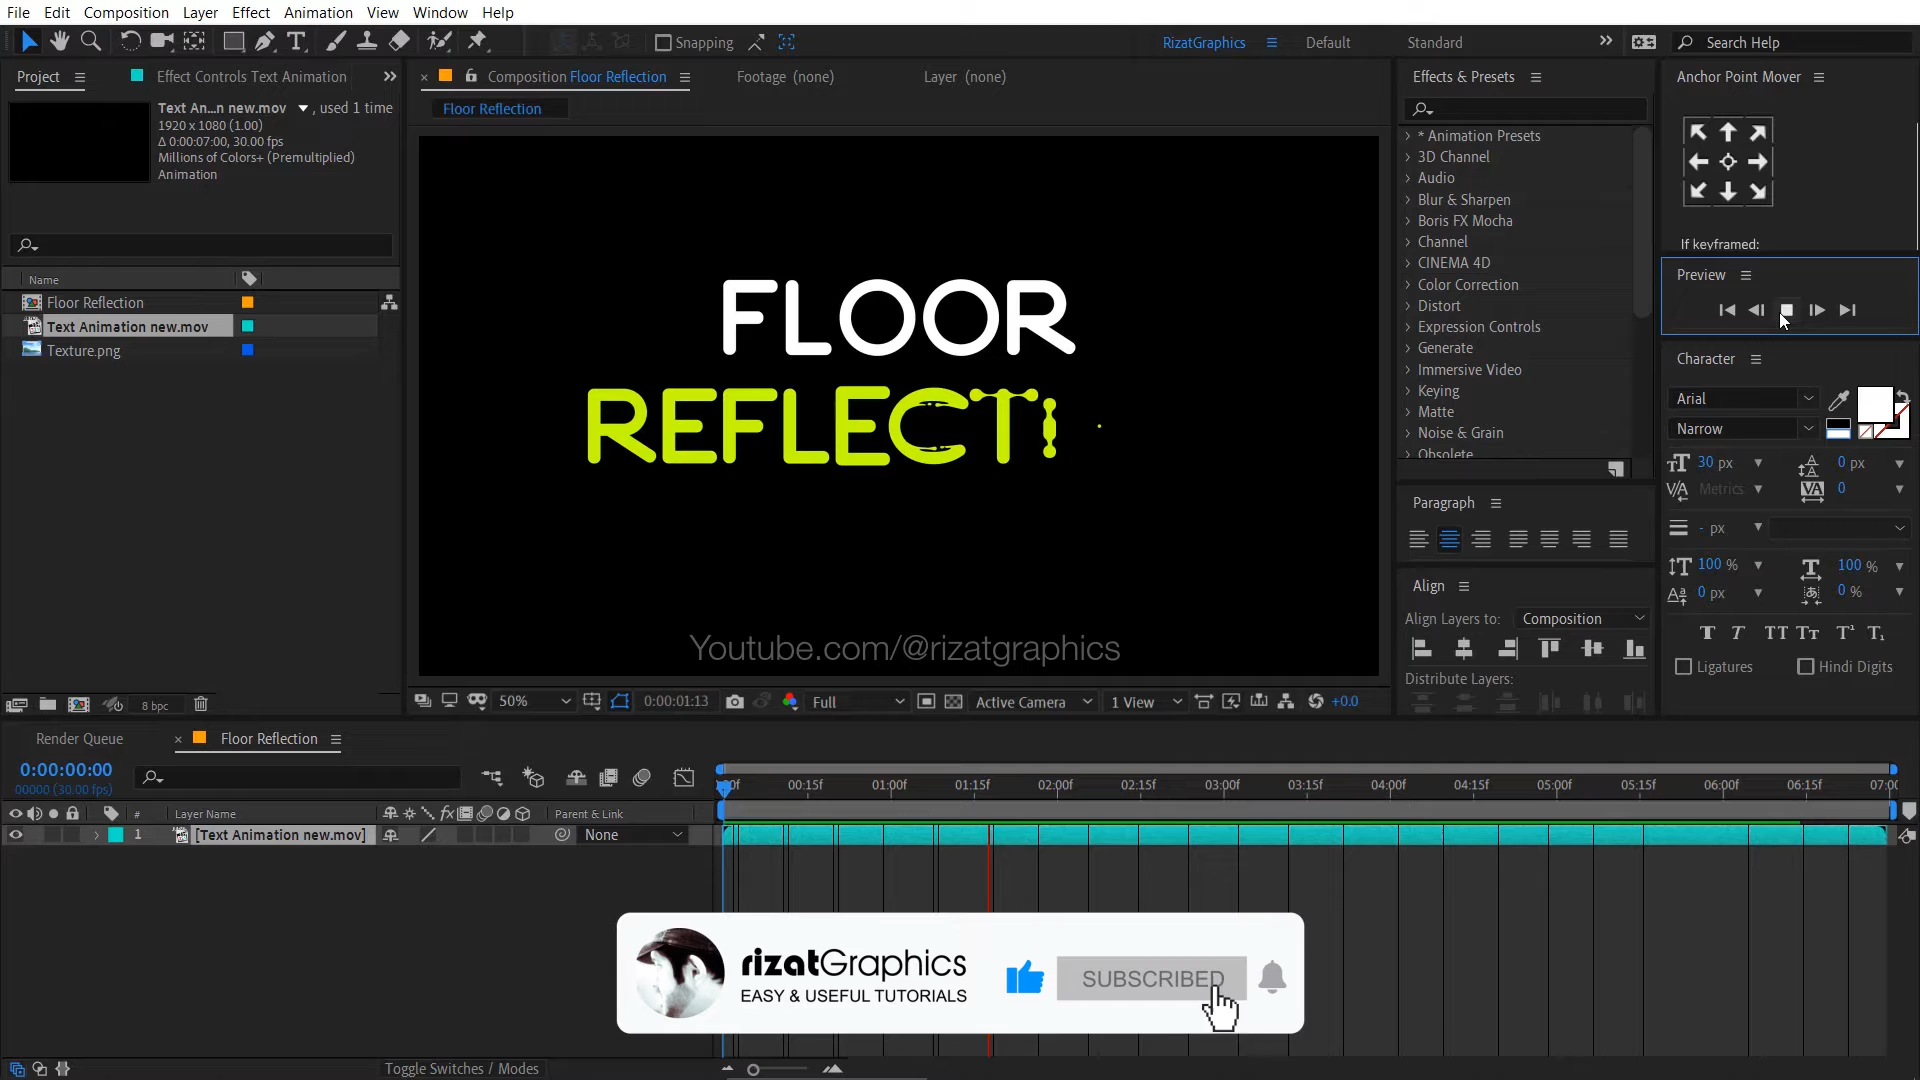 File Edit Composition Layer Effect Animation View Window Help
Snapping
RizatGraphics Default Standard Search Help
Project Effect Controls Text Animation
Text An...n new.mov , used 1 time
1920 x 1080 (1.00)
Δ 0:00:07:00, 30.00 fps
Millions of Colors+ (Premultiplied)
Animation
Name
Floor Reflection
Text Animation new.mov
Texture.png
8 bpc
Composition Floor Reflection Footage (none) Layer (none)
Floor Reflection
FLOOR
REFLECTI
Youtube.com/@rizatgraphics
50% 0:00:01:13 Full Active Camera 1 View +0.0
Effects & Presets
* Animation Presets
3D Channel
Audio
Blur & Sharpen
Boris FX Mocha
Channel
CINEMA 4D
Color Correction
Distort
Expression Controls
Generate
Immersive Video
Keying
Matte
Noise & Grain
Obsolete
Paragraph
Align
Align Layers to: Composition
Distribute Layers:
Anchor Point Mover
If keyframed:
Preview
Character
Arial
Narrow
30 px 0 px
Metrics 0
- px
100 % 100 %
0 px 0 %
T T TT Tт T¹ T₁
Ligatures Hindi Digits
Render Queue Floor Reflection
0:00:00:00
00000 (30.00 fps)
00:15f 01:00f 01:15f 02:00f 02:15f 03:00f 03:15f 04:00f 04:15f 05:00f 05:15f 06:00f 06:15f
# Layer Name Parent & Link
1 [Text Animation new.mov] None
rizatGraphics
EASY & USEFUL TUTORIALS
SUBSCRIBED
Toggle Switches / Modes